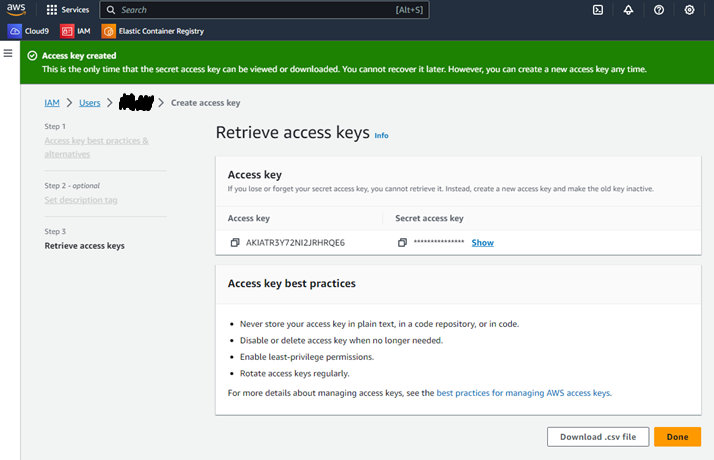 aws
Services
Search
[Alt+S]
Cloud9
IAM
Elastic Container Registry
Access key created
This is the only time that the secret access key can be viewed or downloaded. You cannot recover it later. However, you can create a new access key any time.
IAM > Users > > Create access key
Step 1
Access key best practices &
alternatives
Step 2 - optional
Set description tag
Step 3
Retrieve access keys
Retrieve access keys Info
Access key
If you lose or forget your secret access key, you cannot retrieve it. Instead, create a new access key and make the old key inactive.
Access key
Secret access key
AKIATR3Y72NI2JRHRQE6
*************** Show
Access key best practices
• Never store your access key in plain text, in a code repository, or in code.
• Disable or delete access key when no longer needed.
• Enable least-privilege permissions.
• Rotate access keys regularly.
For more details about managing access keys, see the best practices for managing AWS access keys.
Download .csv file
Done